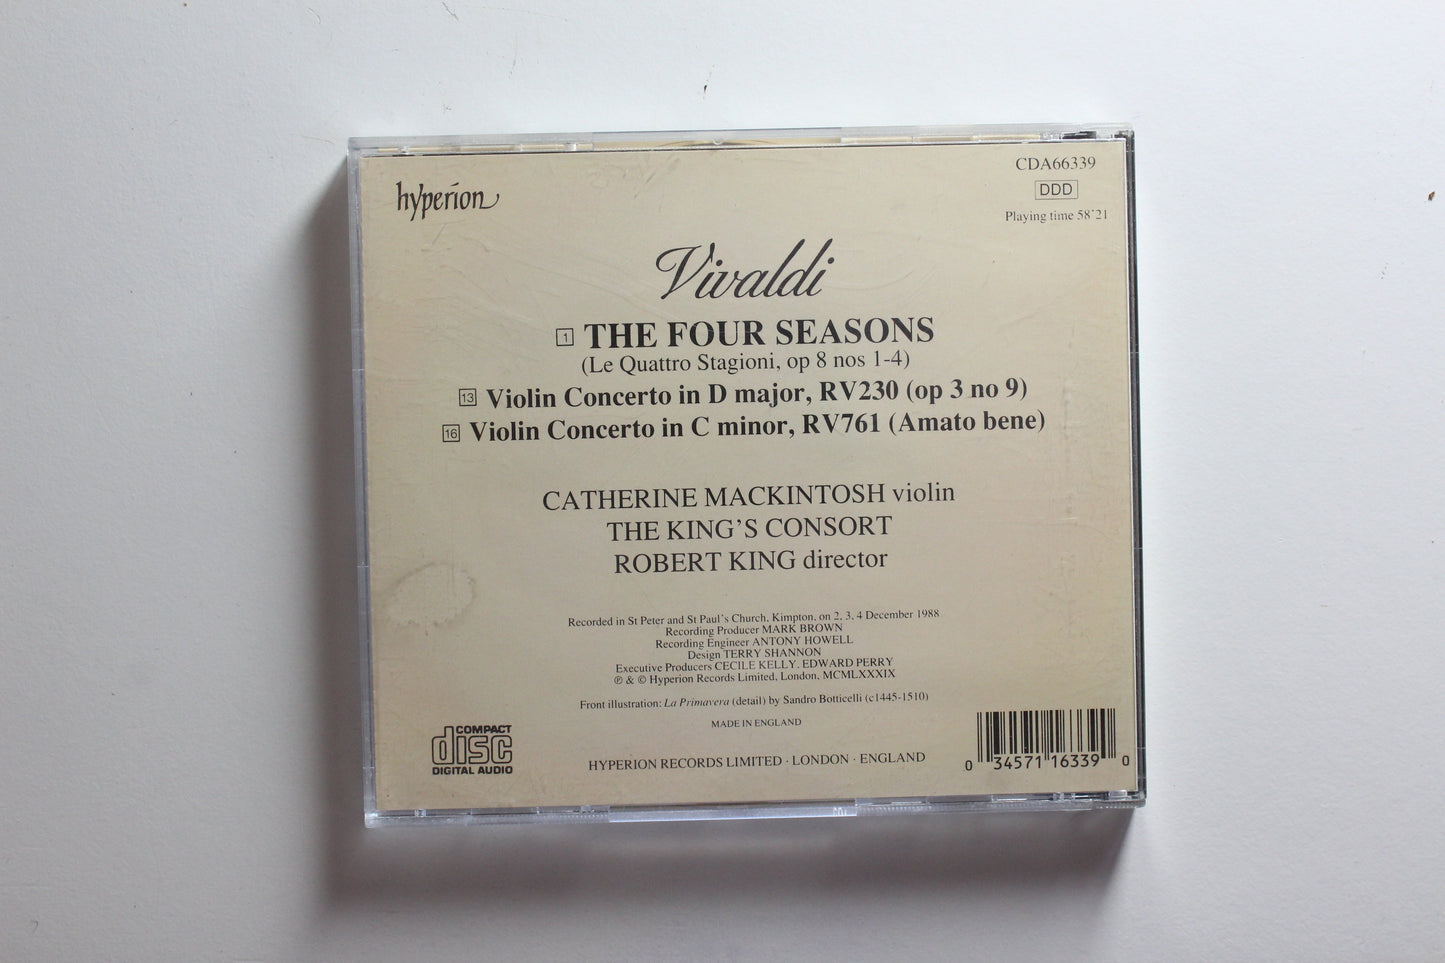 hyperion
CDA66339
DDD
Playing time 58'21
Vivaldi
1 THE FOUR SEASONS
(Le Quattro Stagioni, op 8 nos 1-4)
13 Violin Concerto in D major, RV230 (op 3 no 9)
16 Violin Concerto in C minor, RV761 (Amato bene)
CATHERINE MACKINTOSH violin
THE KING'S CONSORT
ROBERT KING director
Recorded in St Peter and St Paul's Church, Kimpton, on 2, 3, 4 December 1988
Recording Producer MARK BROWN
Recording Engineer ANTONY HOWELL
Design TERRY SHANNON
Executive Producers CECILE KELLY, EDWARD PERRY
℗ & © Hyperion Records Limited, London, MCMLXXXIX
Front illustration: La Primavera (detail) by Sandro Botticelli (c1445-1510)
MADE IN ENGLAND
COMPACT
disc
DIGITAL AUDIO
HYPERION RECORDS LIMITED · LONDON · ENGLAND
0 34571 16339 0